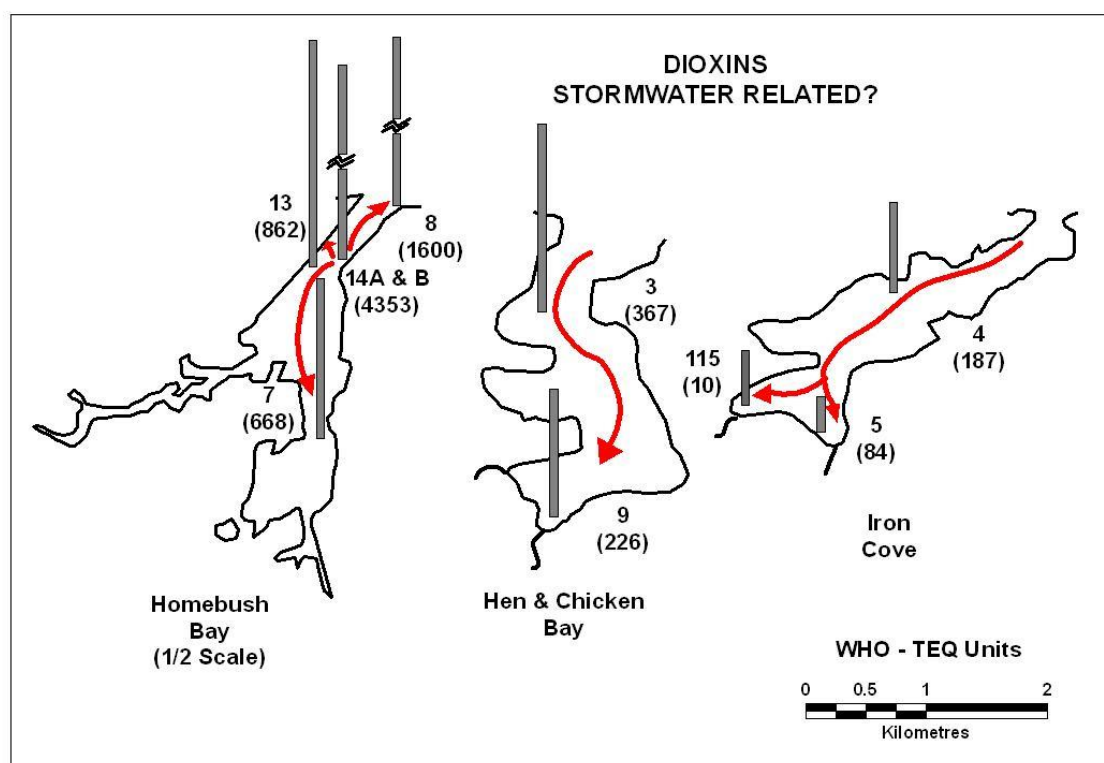 DIOXINS
STORMWATER RELATED?
13
(862)
8
(1600)
14A & B
(4353)
7
(668)
3
(367)
9
(226)
4
(187)
115
(10)
5
(84)
Homebush
Bay
(1/2 Scale)
Hen & Chicken
Bay
Iron
Cove
WHO - TEQ Units
0 0.5 1 2
Kilometres